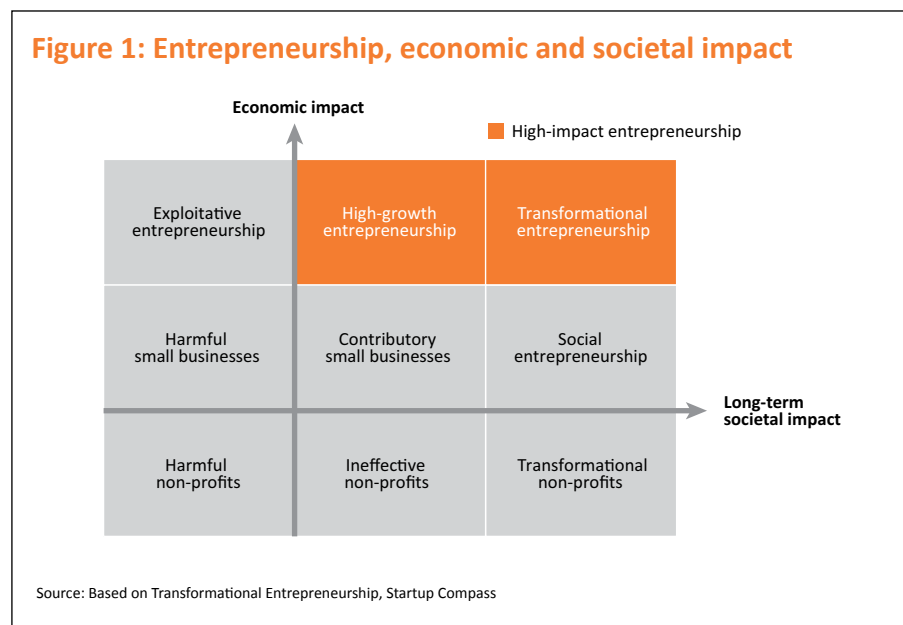 Figure 1: Entrepreneurship, economic and societal impact
Economic impact
High-impact entrepreneurship
Exploitative
entrepreneurship
High-growth
entrepreneurship
Transformational
entrepreneurship
Harmful
small businesses
Contributory
small businesses
Social
entrepreneurship
Long-term
societal impact
Harmful
non-profits
Ineffective
non-profits
Transformational
non-profits
Source: Based on Transformational Entrepreneurship, Startup Compass